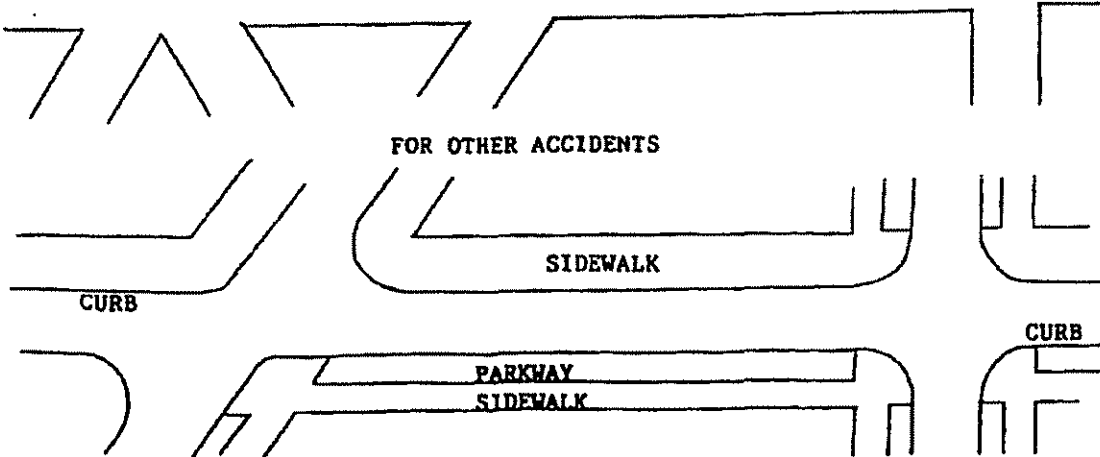 FOR OTHER ACCIDENTS
SIDEWALK
CURB
CURB
PARKWAY
SIDEWALK